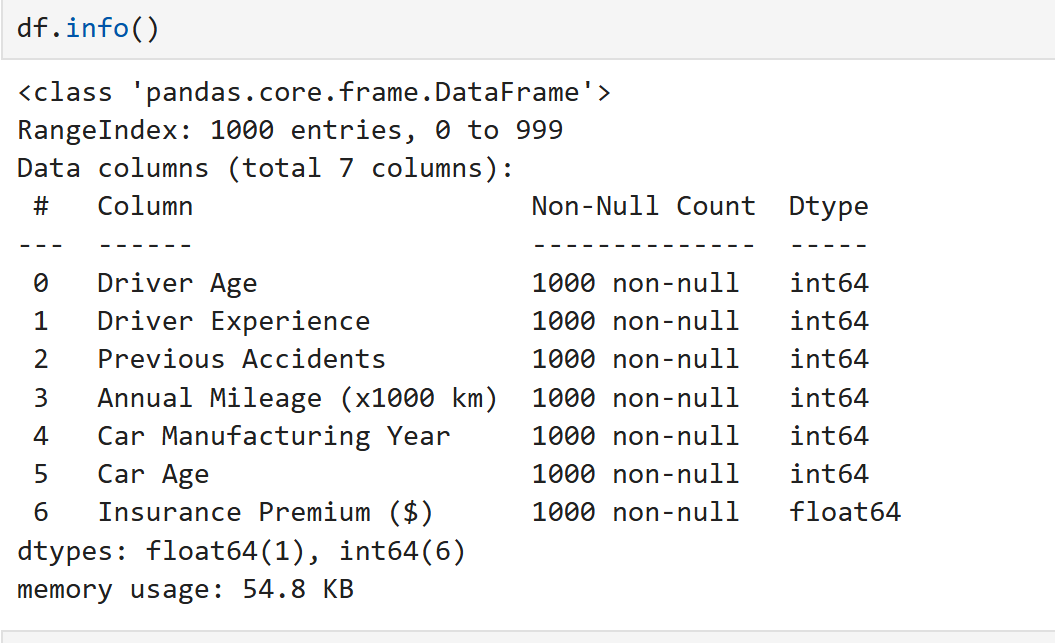 df.info()
<class 'pandas.core.frame.DataFrame'>
RangeIndex: 1000 entries, 0 to 999
Data columns (total 7 columns):
 #   Column                     Non-Null Count  Dtype
---  ------                     --------------  -----
 0   Driver Age                 1000 non-null   int64
 1   Driver Experience          1000 non-null   int64
 2   Previous Accidents         1000 non-null   int64
 3   Annual Mileage (x1000 km)  1000 non-null   int64
 4   Car Manufacturing Year     1000 non-null   int64
 5   Car Age                    1000 non-null   int64
 6   Insurance Premium ($)      1000 non-null   float64
dtypes: float64(1), int64(6)
memory usage: 54.8 KB